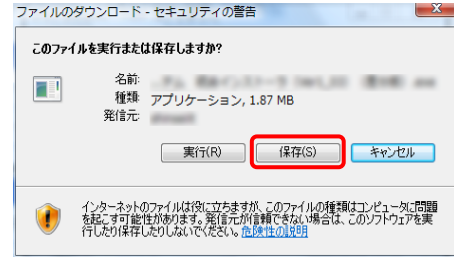 ファイルのダウンロード - セキュリティの警告
このファイルを実行または保存しますか?
名前:
種類: アプリケーション, 1.87 MB
発信元:
実行(R) 保存(S) キャンセル
インターネットのファイルは役に立ちますが、このファイルの種類はコンピュータに問題
を起こす可能性があります。発信元が信頼できない場合は、このソフトウェアを実
行したり保存したりしないでください。危険性の説明